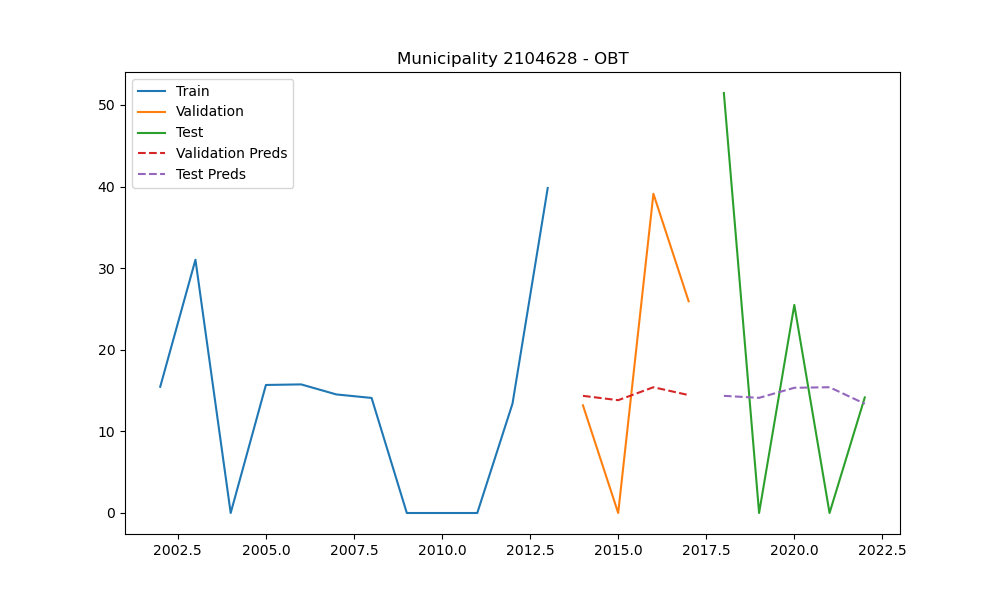 Municipality 2104628 - OBT
Train
Validation
Test
Validation Preds
Test Preds
50
40
30
20
10
0
2002.5 2005.0 2007.5 2010.0 2012.5 2015.0 2017.5 2020.0 2022.5